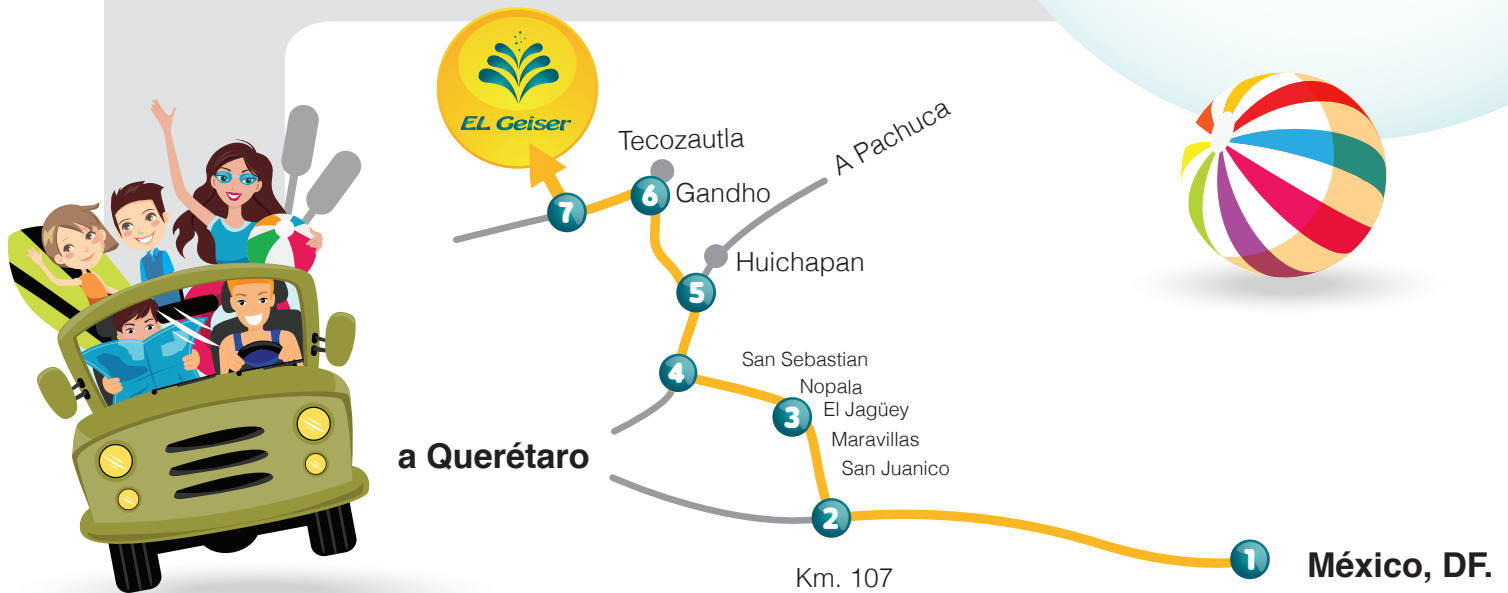 EL Geiser
Tecozautla
A Pachuca
6
Gandho
7
Huichapan
5
San Sebastian
4
Nopala
3
El Jagüey
Maravillas
a Querétaro
San Juanico
2
1
México, DF.
Km. 107